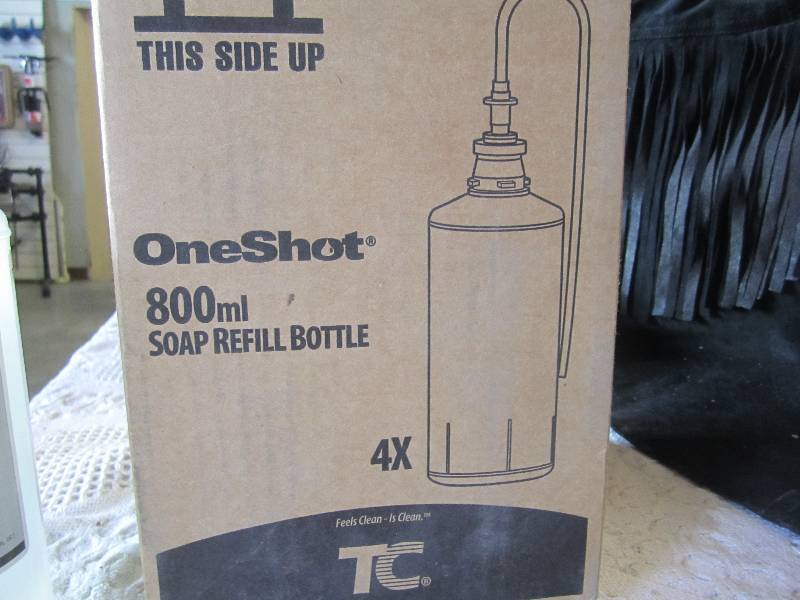 THIS SIDE UP
OneShot®
800ml
SOAP REFILL BOTTLE
4X
Feels Clean - Is Clean.™
TC®